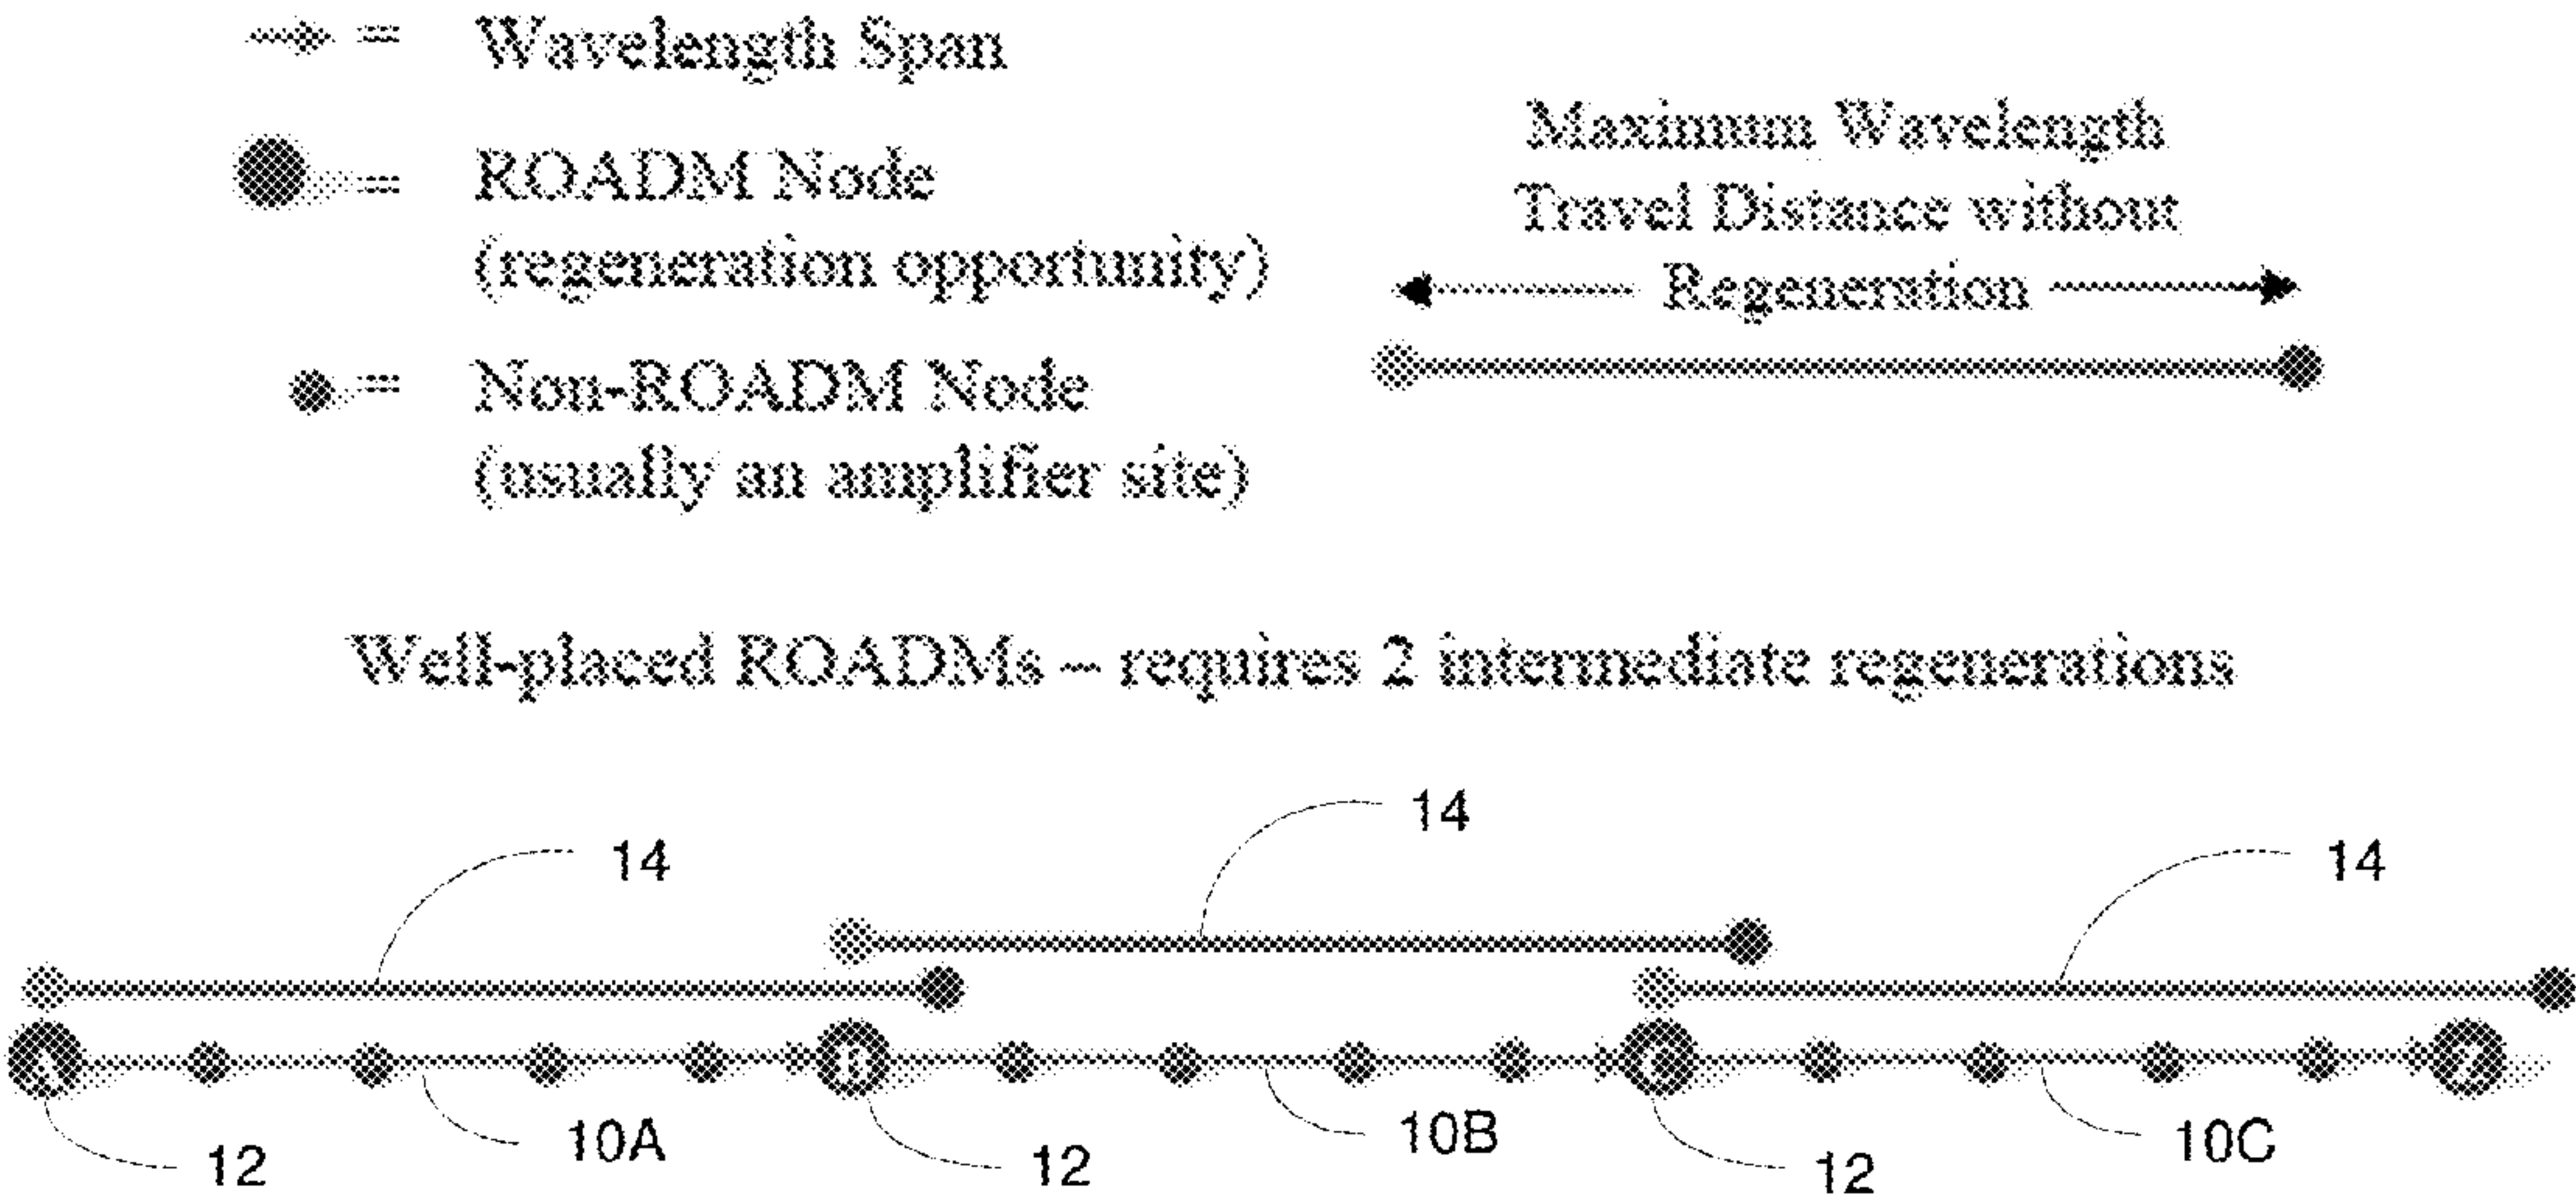 = Wavelength Span
= ROADM Node
(regeneration opportunity)
= Non-ROADM Node
(usually an amplifier site)
Maximum Wavelength
Travel Distance without
Regeneration
Well-placed ROADMs – requires 2 intermediate regenerations
14
14
14
A
B
Z
12
10A
12
10B
12
10C